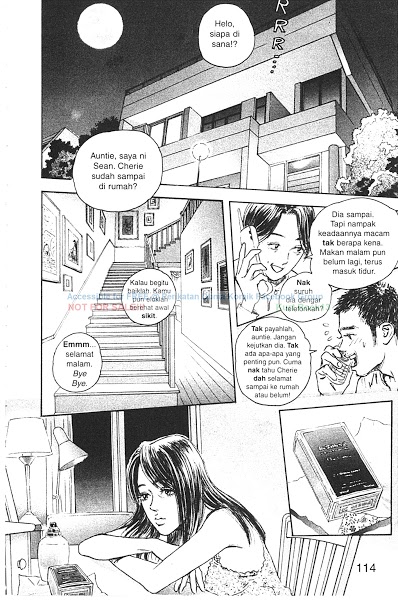 RRRR...
Helo,
siapa di
sana!?
Auntie, saya ni
Sean. Cherie
sudah sampai
di rumah?
Dia sampai.
Tapi nampak
keadaannya macam
tak berapa kena.
Makan malam pun
belum lagi, terus
masuk tidur.
Nak
suruh
dia dengar
telefonkah?
Tak payahlah,
auntie. Jangan
kejutkan dia. Tak
ada apa-apa yang
penting pun. Cuma
nak tahu Cherie
dah selamat
sampai ke rumah
atau belum!
Kalau begitu
baiklah. Kamu
pun eloklah
berehat awal
sikit
Emmm...
selamat
malam.
Bye
Bye.
NOT FOR SALE
114